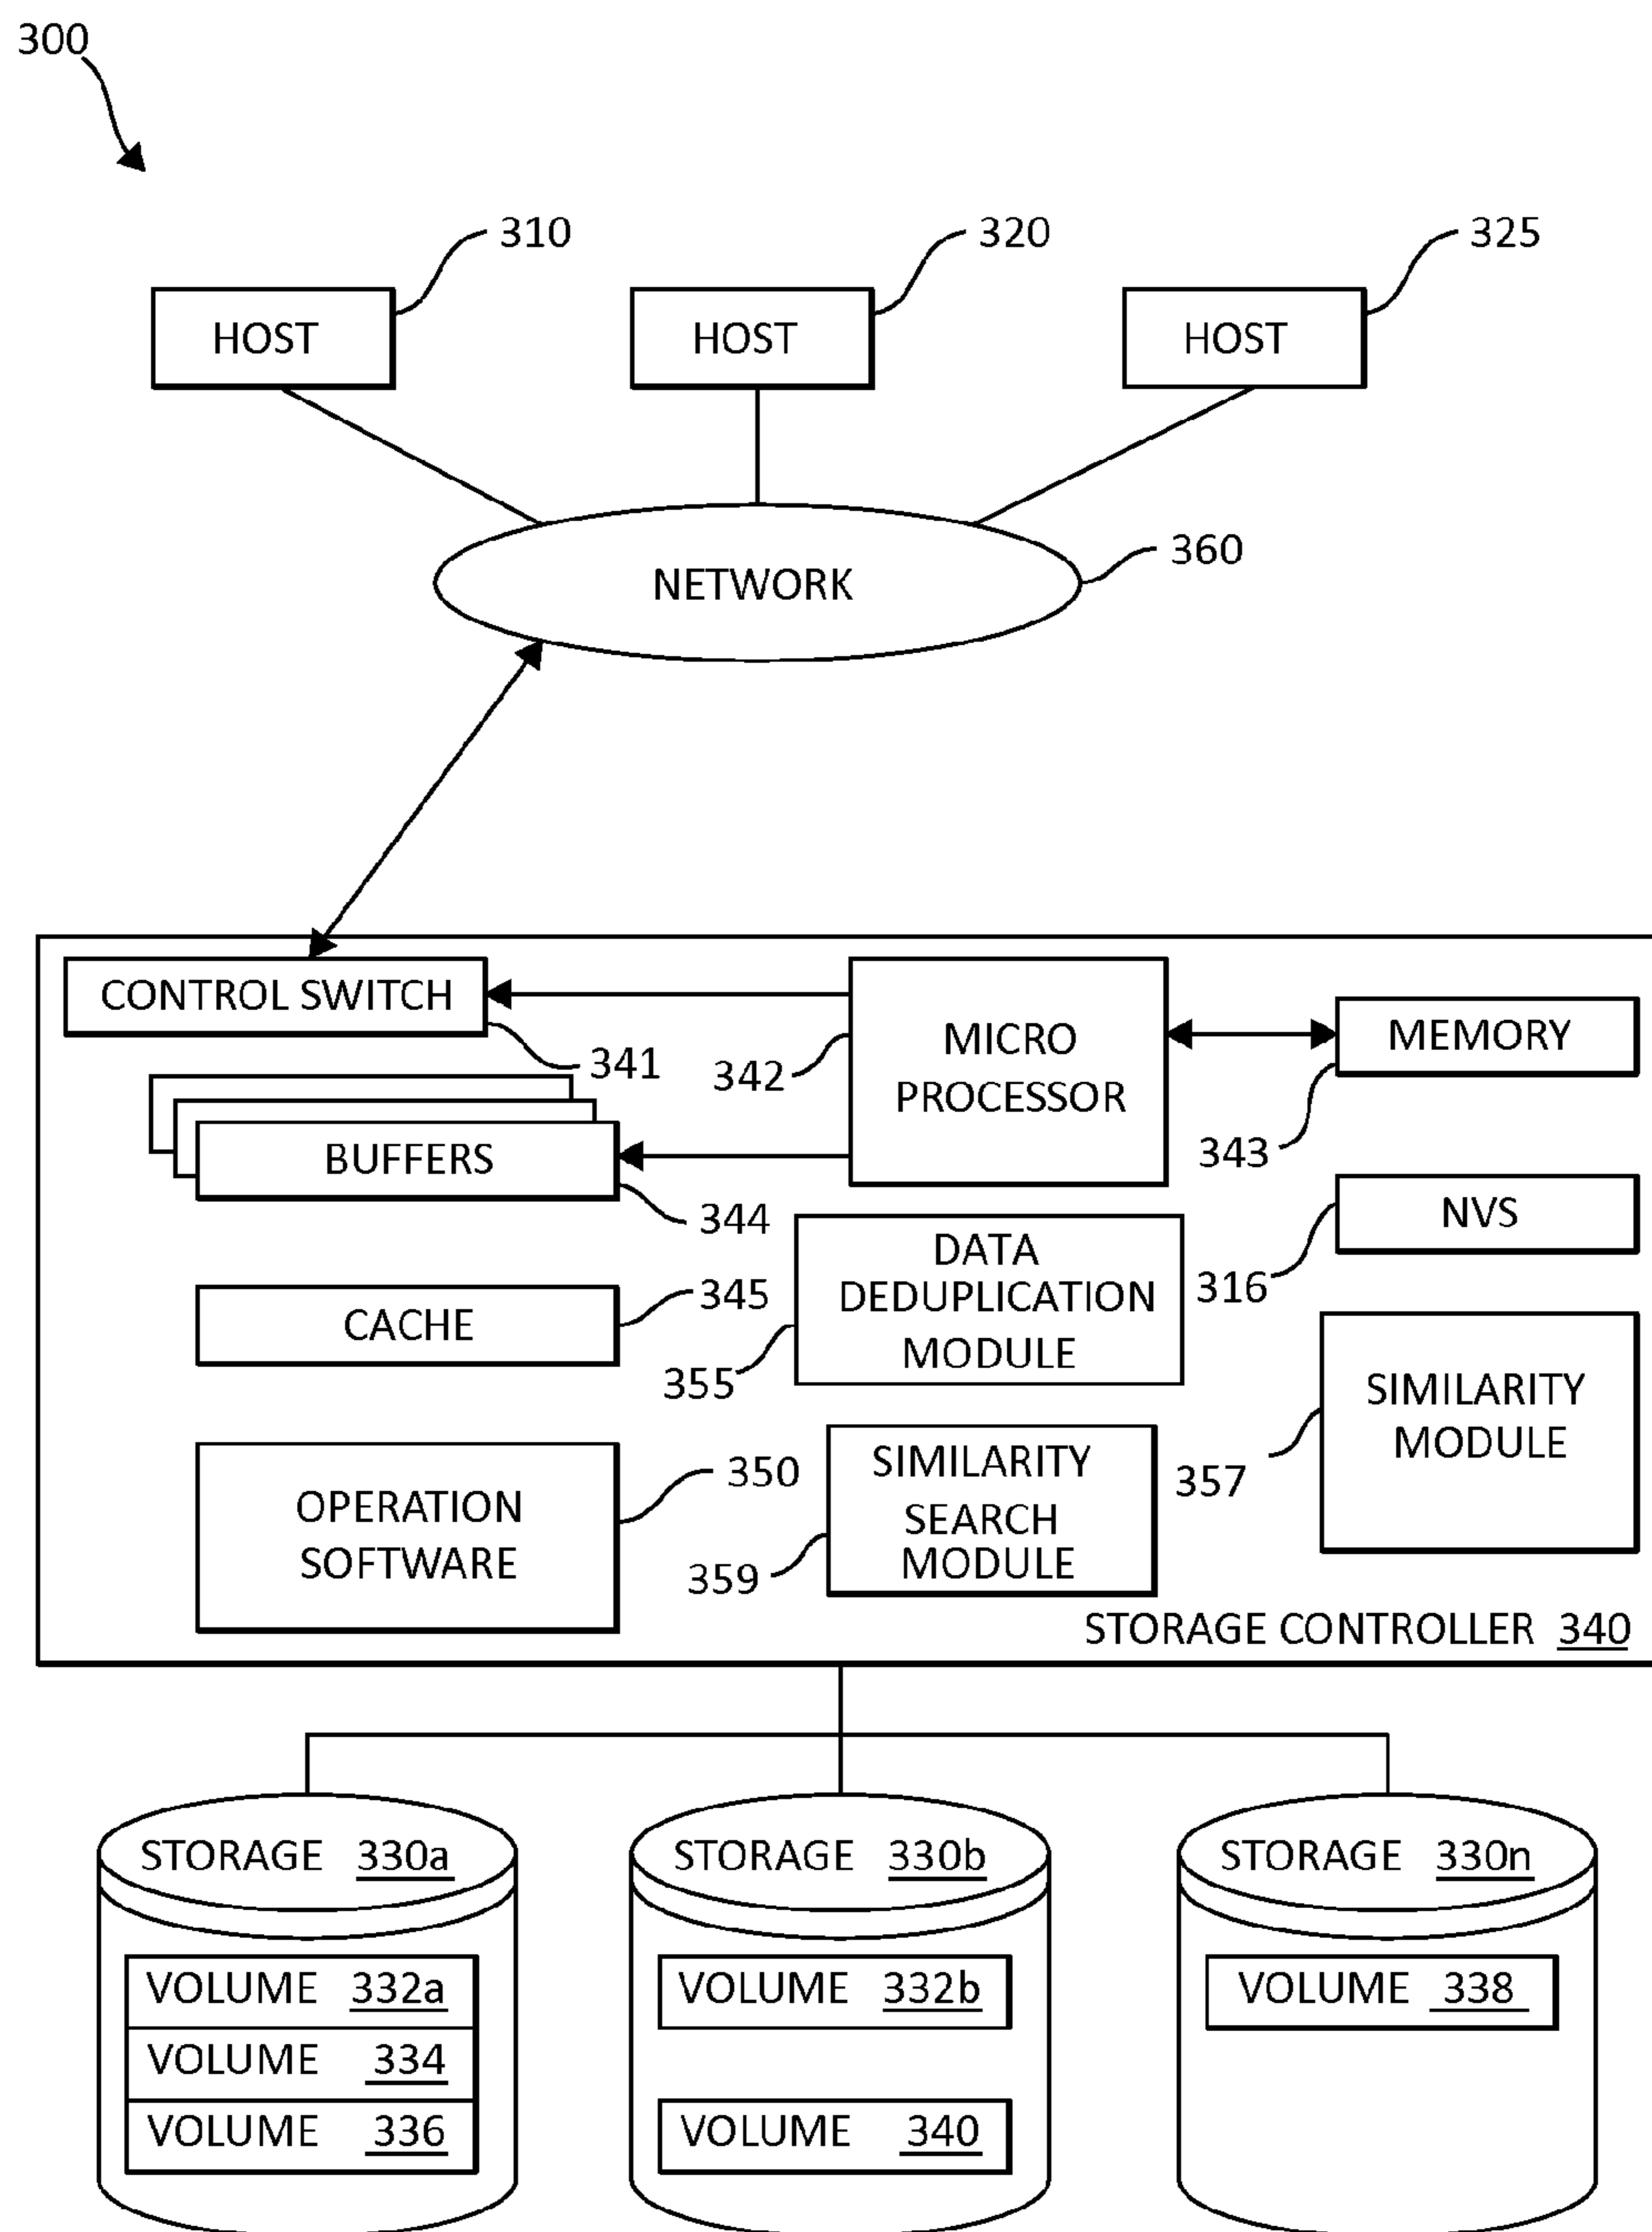 300
310
320
325
HOST
HOST
HOST
360
NETWORK
CONTROL SWITCH
341
342
MICRO
PROCESSOR
MEMORY
343
BUFFERS
344
NVS
316
DATA
DEDUPLICATION
MODULE
355
CACHE
345
SIMILARITY
MODULE
357
OPERATION
SOFTWARE
350
SIMILARITY
SEARCH
MODULE
359
STORAGE CONTROLLER 340
STORAGE 330a
STORAGE 330b
STORAGE 330n
VOLUME 332a
VOLUME 334
VOLUME 336
VOLUME 332b
VOLUME 340
VOLUME 338